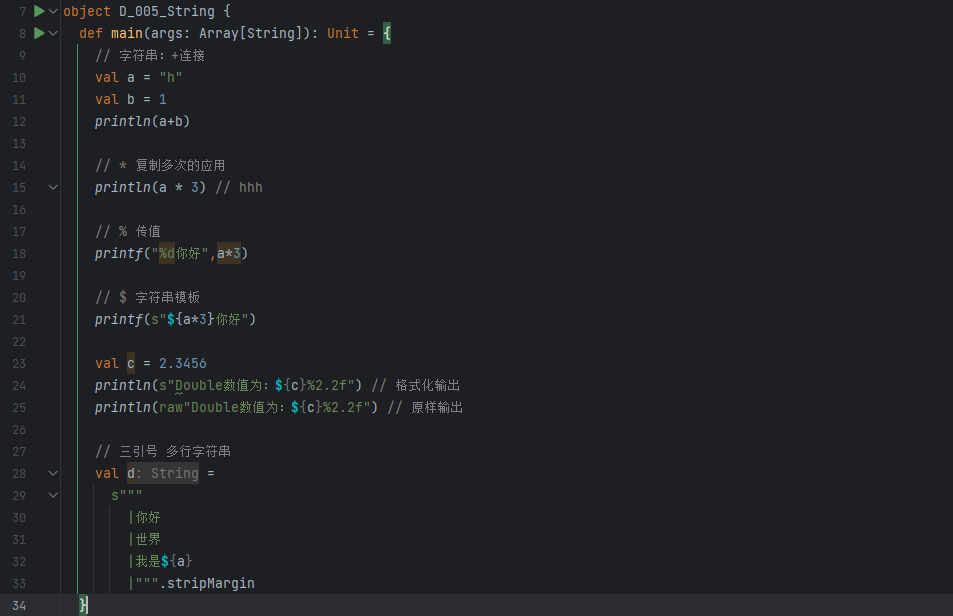 7 object D_005_String {
8 def main(args: Array[String]): Unit = {
9 // 字符串：+连接
10 val a = "h"
11 val b = 1
12 println(a+b)
13
14 // * 复制多次的应用
15 println(a * 3) // hhh
16
17 // % 传值
18 printf("%d你好",a*3)
19
20 // $ 字符串模板
21 printf(s"${a*3}你好")
22
23 val c = 2.3456
24 println(s"Double数值为：${c}%2.2f") // 格式化输出
25 println(raw"Double数值为：${c}%2.2f") // 原样输出
26
27 // 三引号 多行字符串
28 val d: String =
29 s"""
30 |你好
31 |世界
32 |我是${a}
33 |""".stripMargin
34 }